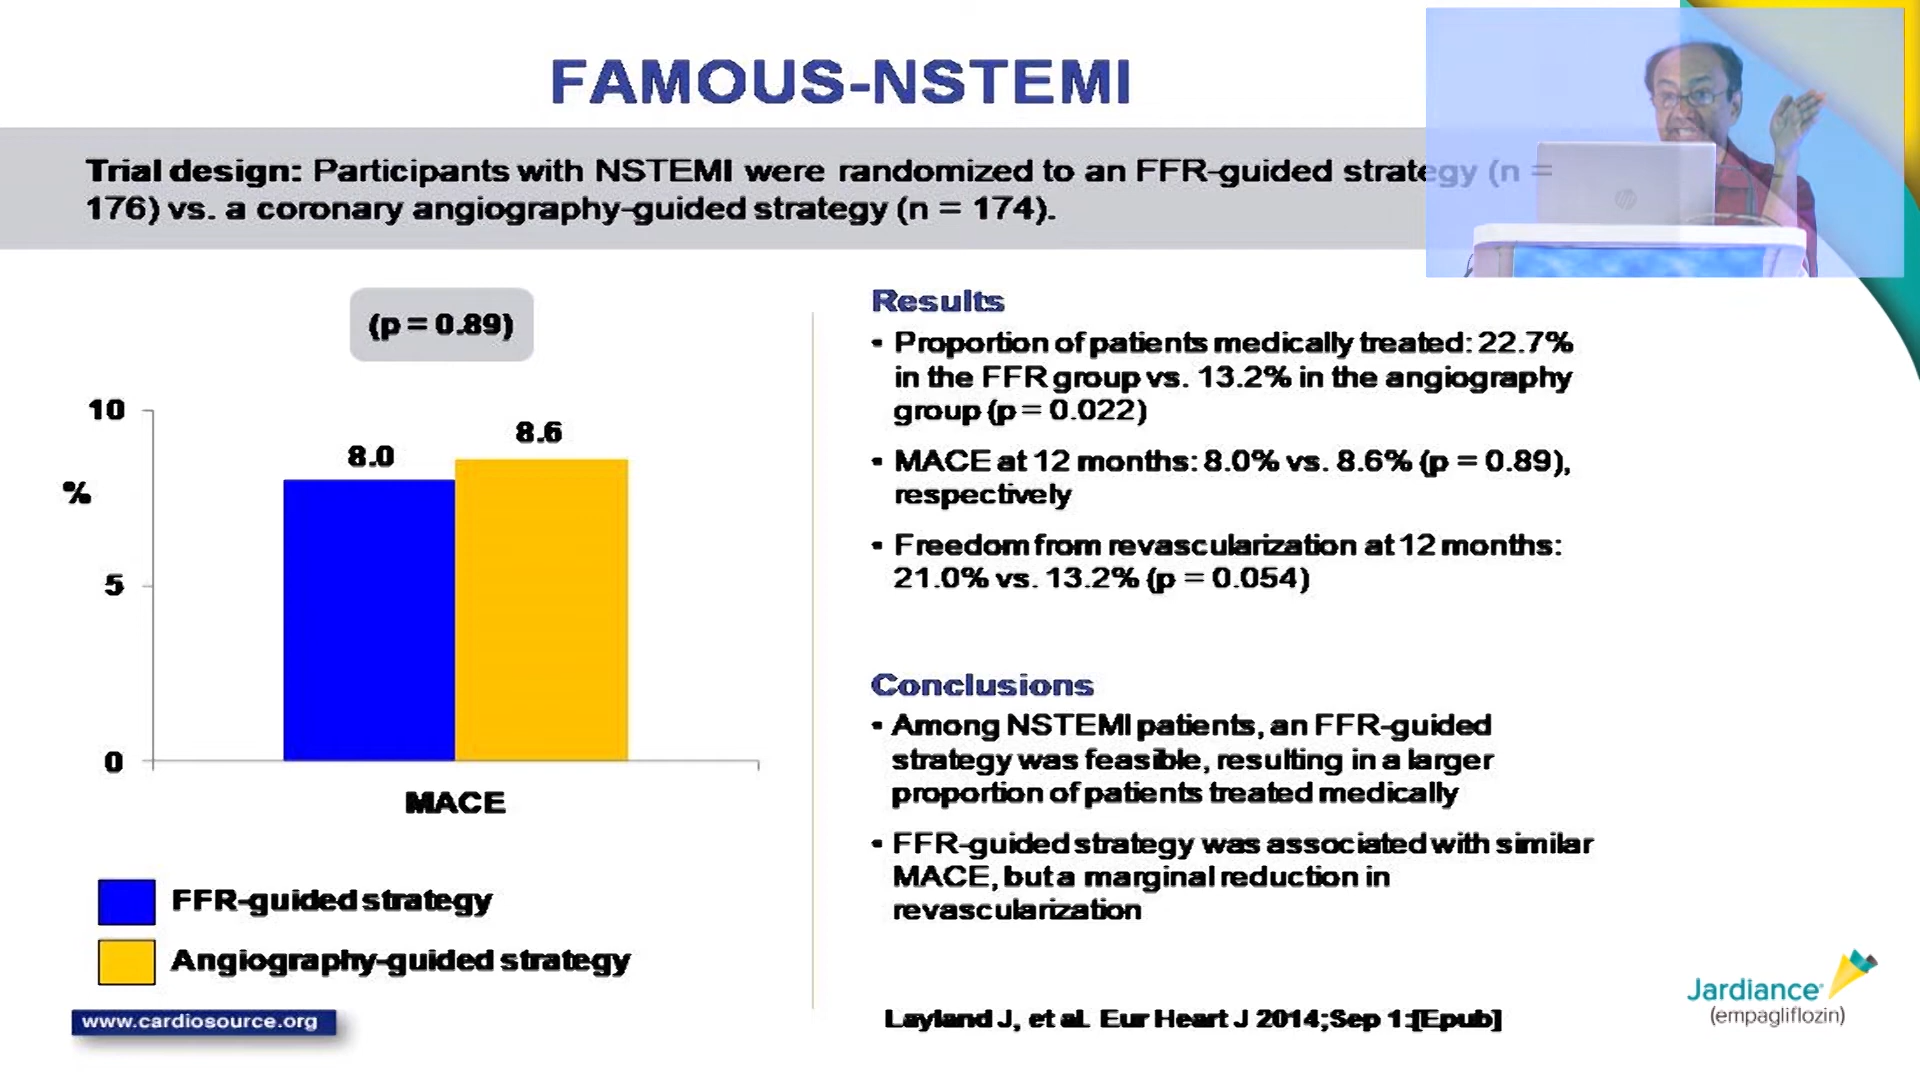 FAMOUS-NSTEMI
Trial design: Participants with NSTEMI were randomized to an FFR-guided strategy (n =
176) vs. a coronary angiography-guided strategy (n = 174).
(p = 0.89)
10
%
5
0
8.0
8.6
MACE
FFR-guided strategy
Angiography-guided strategy
www.cardiosource.org
Results
▪ Proportion of patients medically treated: 22.7%
in the FFR group vs. 13.2% in the angiography
group (p = 0.022)
▪ MACE at 12 months: 8.0% vs. 8.6% (p = 0.89),
respectively
▪ Freedom from revascularization at 12 months:
21.0% vs. 13.2% (p = 0.054)
Conclusions
▪ Among NSTEMI patients, an FFR-guided
strategy was feasible, resulting in a larger
proportion of patients treated medically
▪ FFR-guided strategy was associated with similar
MACE, but a marginal reduction in
revascularization
Layland J, et al. Eur Heart J 2014;Sep 1:[Epub]
Jardiance®
(empagliflozin)
hp